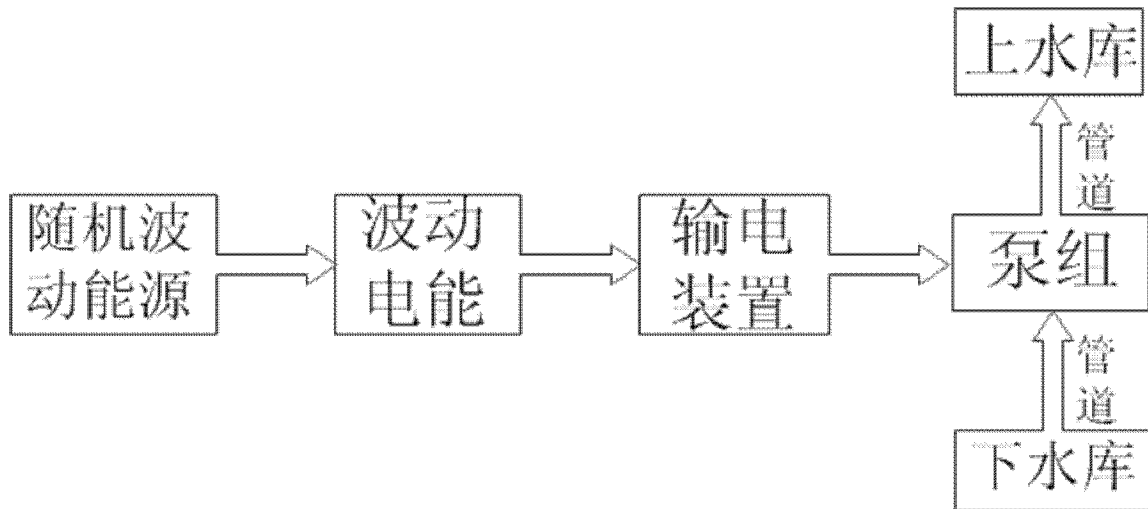 上水库
管
道
随机波
动能源
波动
电能
输电
装置
泵组
管
道
下水库